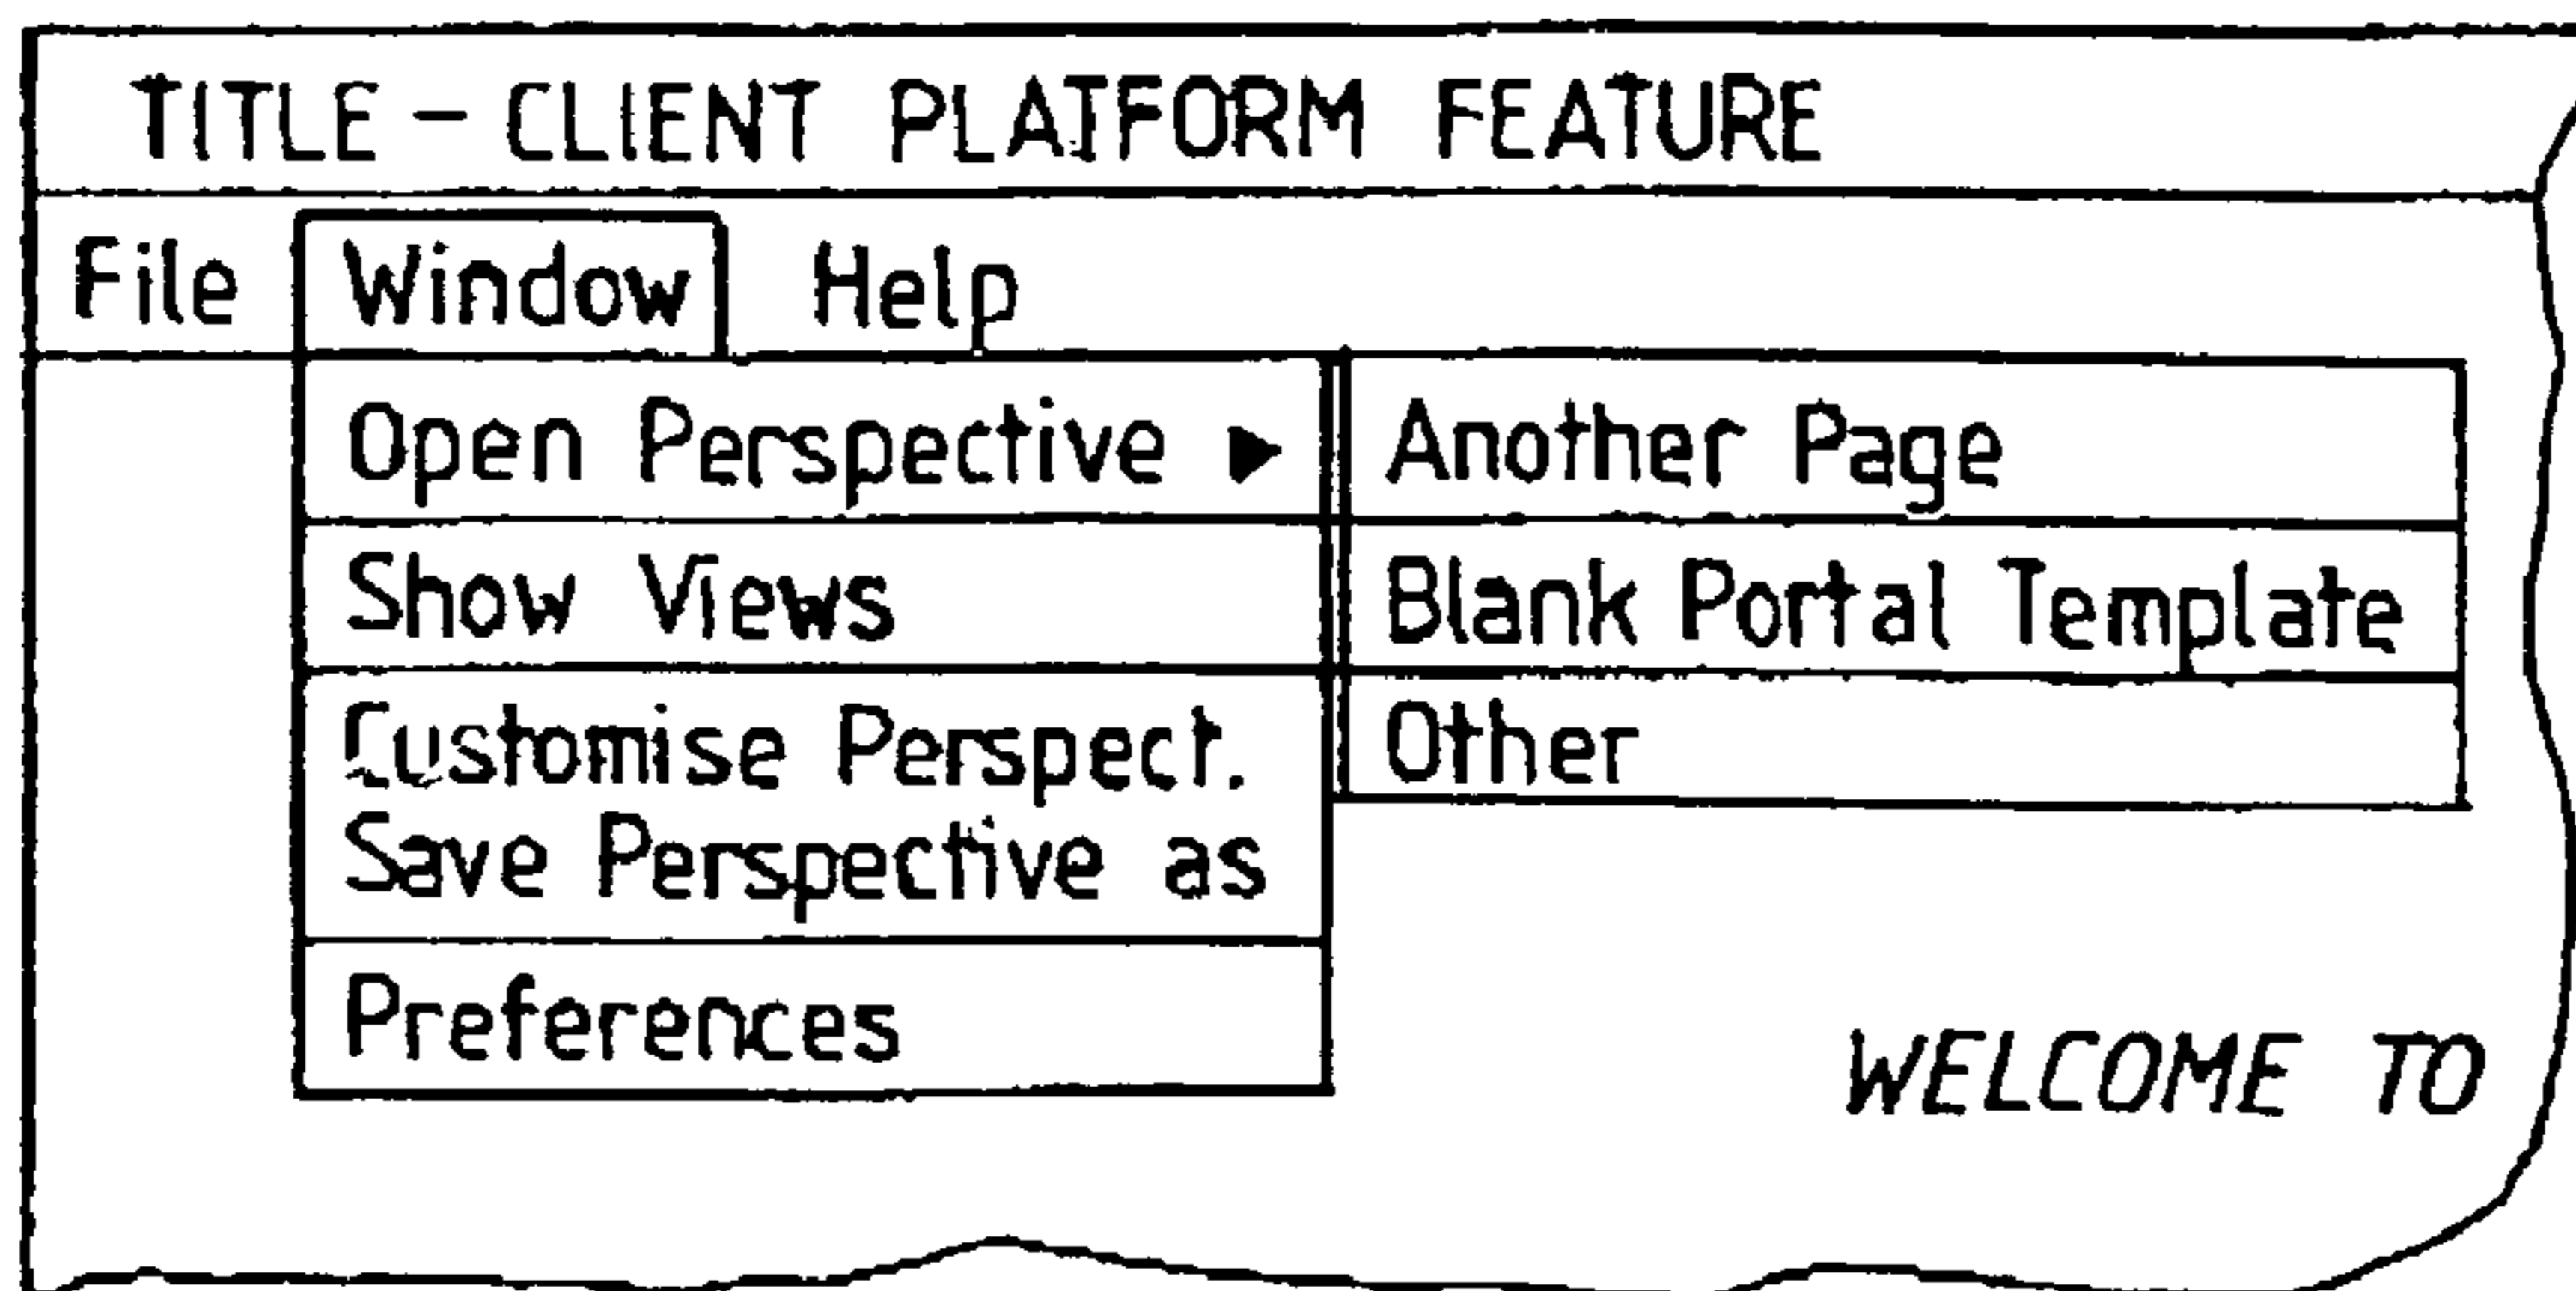 TITLE - CLIENT PLATFORM FEATURE
File Window Help
Open Perspective ▶ Another Page
Show Views Blank Portal Template
Customise Perspect. Other
Save Perspective as
Preferences
WELCOME TO